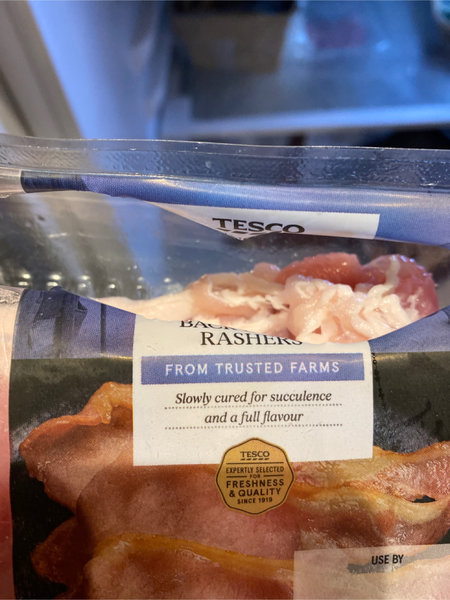 TESCO
RASHERS
FROM TRUSTED FARMS
Slowly cured for succulence
and a full flavour
TESCO
EXPERTLY SELECTED
FOR
FRESHNESS
& QUALITY
SINCE 1919
USE BY